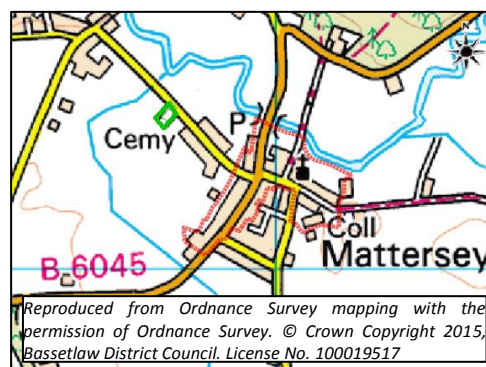 N
P
Cemy
Coll
Mattersey
B 6045
Reproduced from Ordnance Survey mapping with the
permission of Ordnance Survey. © Crown Copyright 2015,
Bassetlaw District Council. License No. 100019517